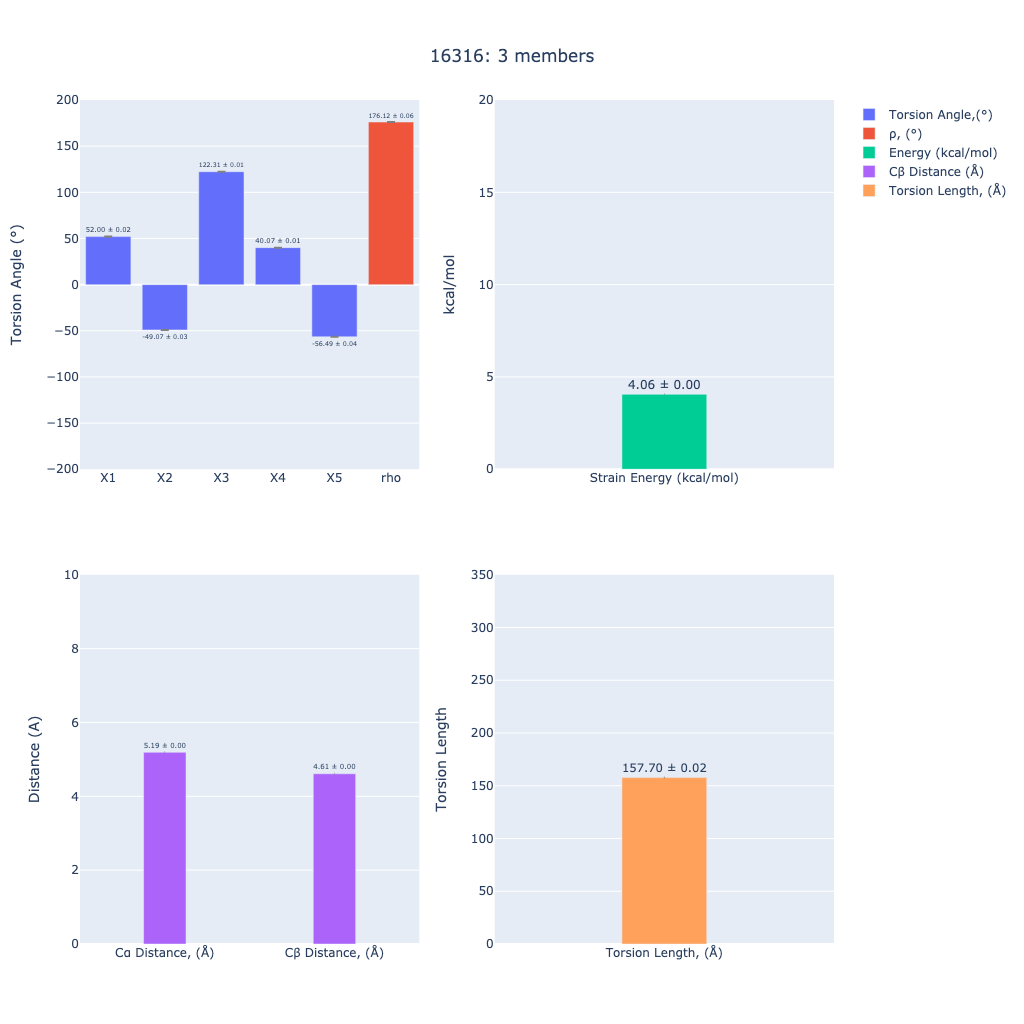 16316: 3 members
Torsion Angle (°)
200
150
100
50
0
−50
−100
−150
−200
52.00 ± 0.02
-49.07 ± 0.03
122.31 ± 0.01
40.07 ± 0.01
-56.49 ± 0.04
176.12 ± 0.06
X1 X2 X3 X4 X5 rho
kcal/mol
20
15
10
5
0
4.06 ± 0.00
Strain Energy (kcal/mol)
Torsion Angle,(°)
ρ, (°)
Energy (kcal/mol)
Cβ Distance (Å)
Torsion Length, (Å)
Distance (A)
10
8
6
4
2
0
5.19 ± 0.00
4.61 ± 0.00
Cα Distance, (Å) Cβ Distance, (Å)
Torsion Length
350
300
250
200
150
100
50
0
157.70 ± 0.02
Torsion Length, (Å)